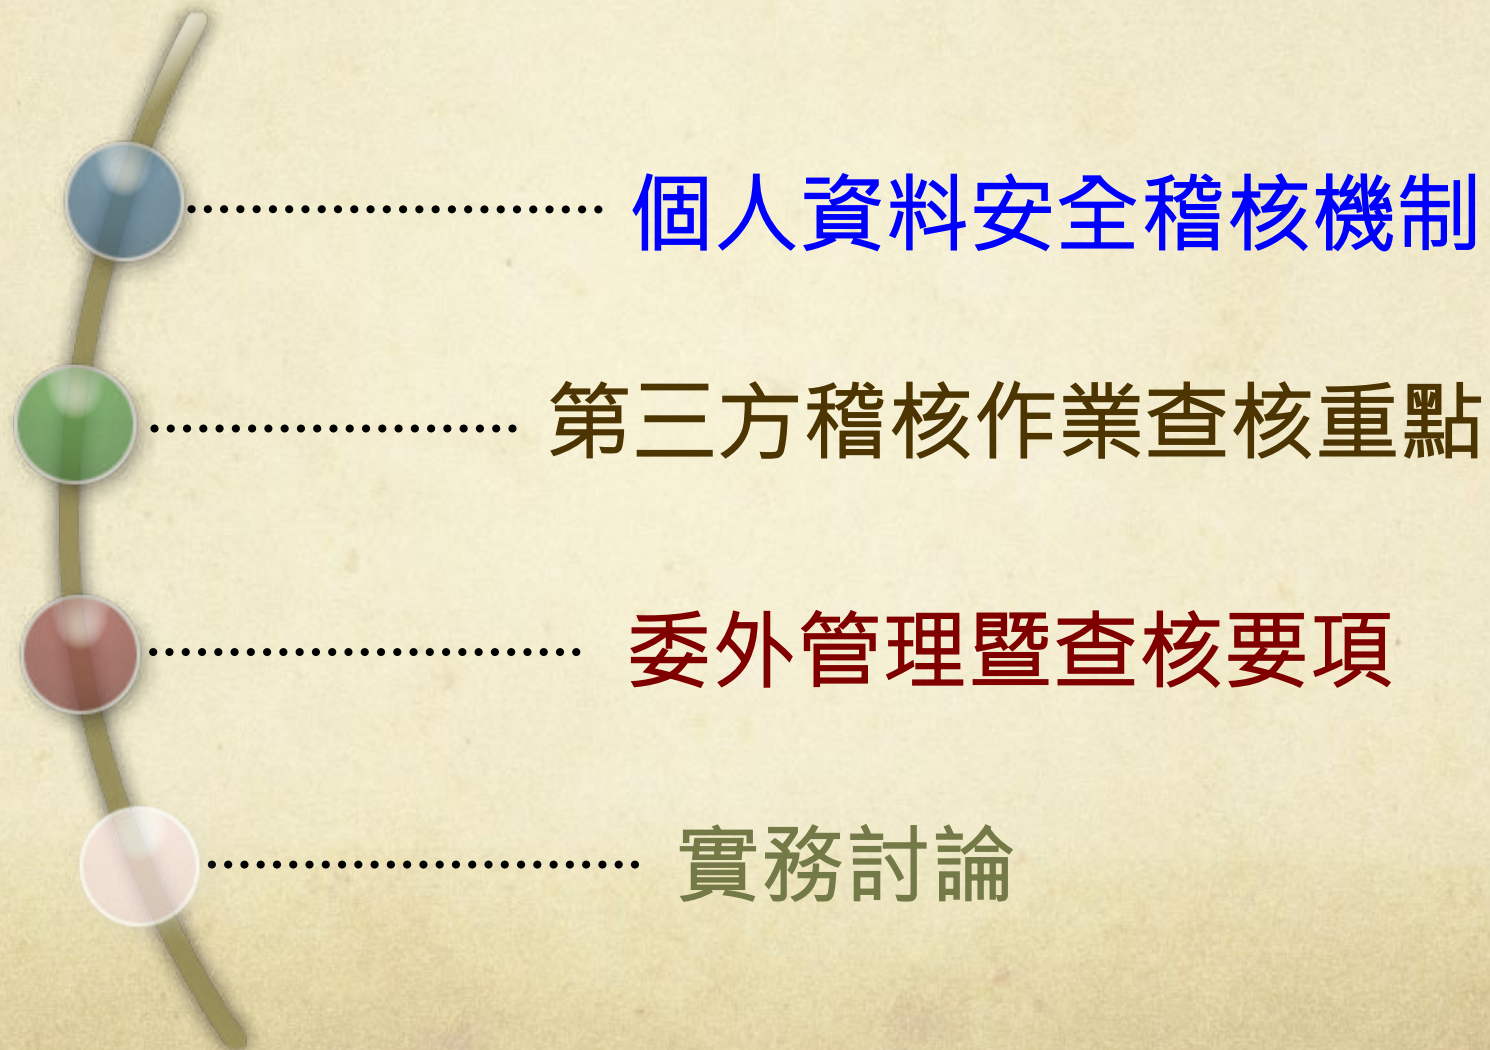 個人資料安全稽核機制
第三方稽核作業查核重點
委外管理暨查核要項
實務討論